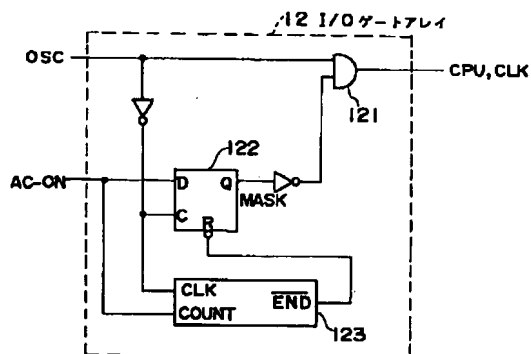 12 I/O ゲートアレイ
OSC
CPU, CLK
121
122
AC-ON
D Q
MASK
C
R
CLK
END
COUNT
123